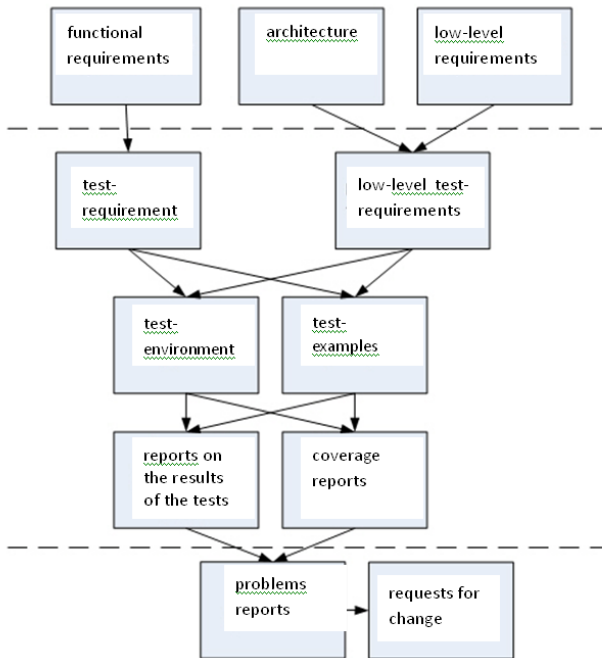 functional
requirements
architecture
low-level
requirements
test-
requirement
low-level test-
requirements
test-
environment
test-
examples
reports on
the results
of the tests
coverage
reports
problems
reports
requests for
change